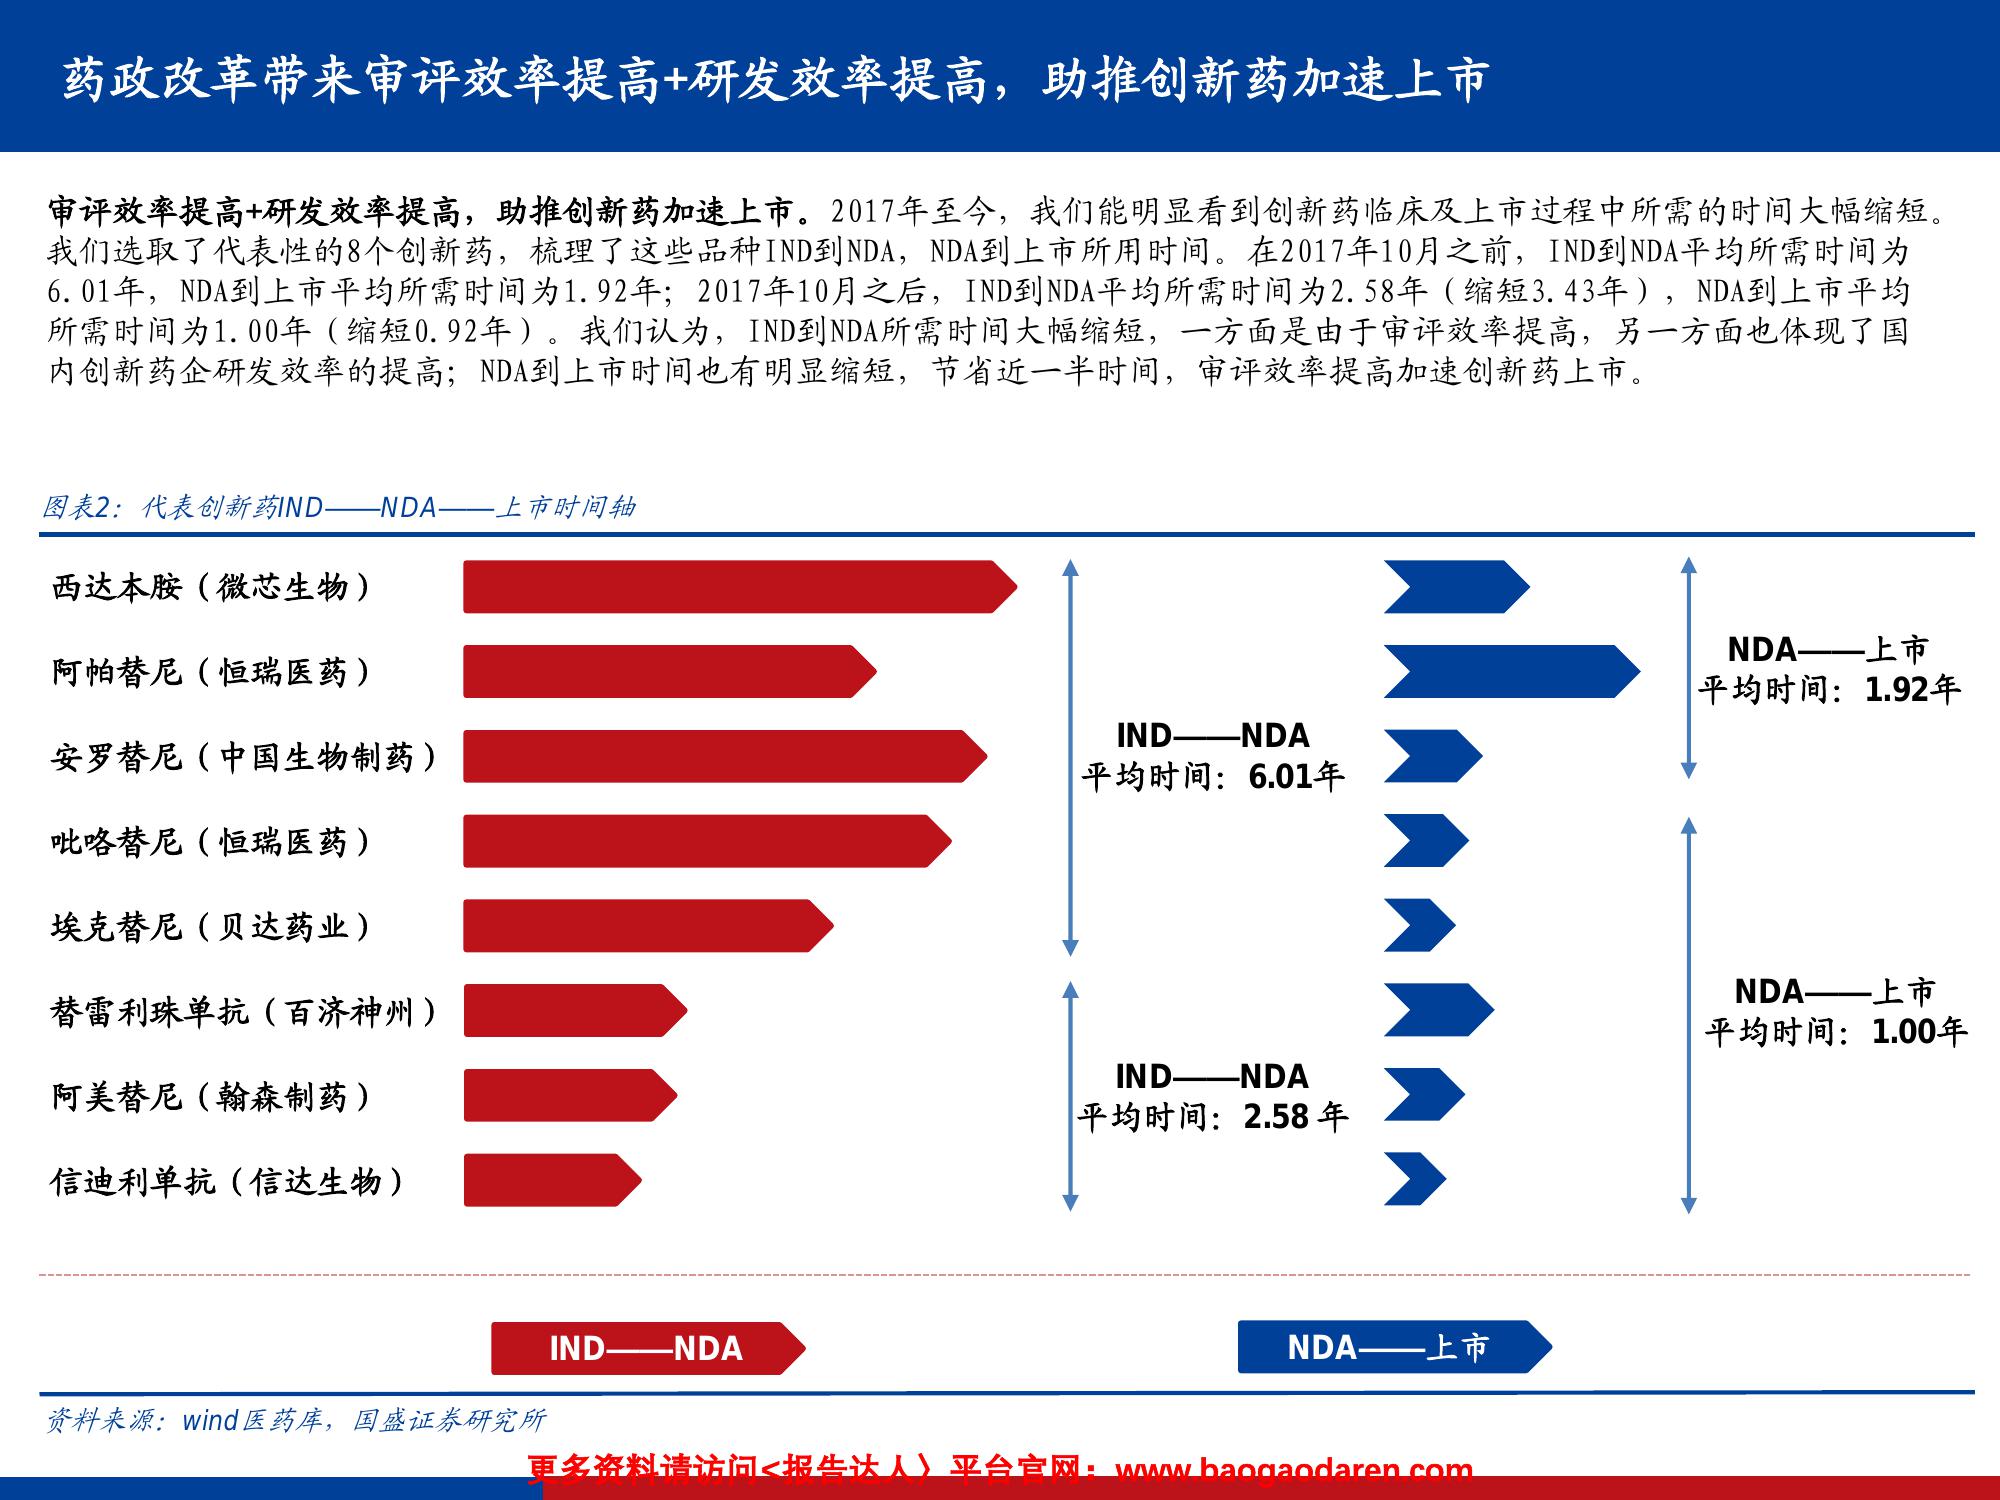 药政改革带来审评效率提高+研发效率提高，助推创新药加速上市
审评效率提高+研发效率提高，助推创新药加速上市。2017年至今，我们能明显看到创新药临床及上市过程中所需的时间大幅缩短。
我们选取了代表性的8个创新药，梳理了这些品种IND到NDA，NDA到上市所用时间。在2017年10月之前，IND到NDA平均所需时间为
6.01年，NDA到上市平均所需时间为1.92年；2017年10月之后，IND到NDA平均所需时间为2.58年（缩短3.43年），NDA到上市平均
所需时间为1.00年（缩短0.92年）。我们认为，IND到NDA所需时间大幅缩短，一方面是由于审评效率提高，另一方面也体现了国
内创新药企研发效率的提高；NDA到上市时间也有明显缩短，节省近一半时间，审评效率提高加速创新药上市。
图表2：代表创新药IND——NDA——上市时间轴
西达本胺（微芯生物）
阿帕替尼（恒瑞医药）
安罗替尼（中国生物制药）
吡咯替尼（恒瑞医药）
埃克替尼（贝达药业）
替雷利珠单抗（百济神州）
阿美替尼（翰森制药）
信迪利单抗（信达生物）
IND——NDA
平均时间：6.01年
IND——NDA
平均时间：2.58 年
NDA——上市
平均时间：1.92年
NDA——上市
平均时间：1.00年
IND——NDA
NDA——上市
资料来源：wind医药库，国盛证券研究所
更多资料请访问<报告达人〉平台官网：www.baogaodaren.com